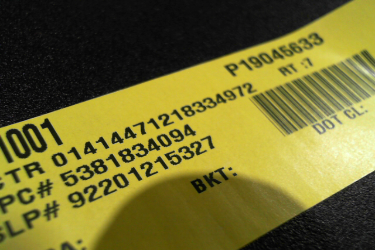 P19045633
RT :7
1001
CTR 01414471218334972
PC# 5381834094
SLP# 92201215327
DOT CL:
BKT: